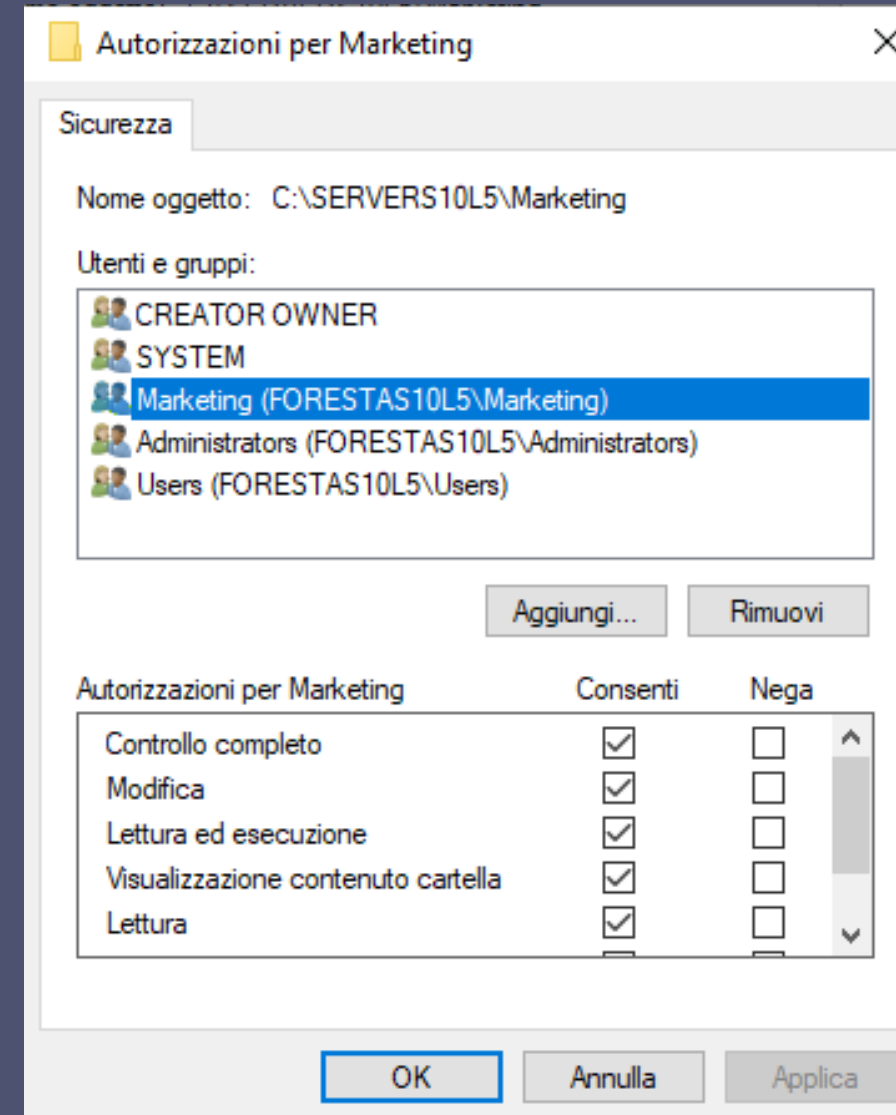 Autorizzazioni per Marketing
Sicurezza
Nome oggetto: C:\SERVERS10L5\Marketing
Utenti e gruppi:
CREATOR OWNER
SYSTEM
Marketing (FORESTAS10L5\Marketing)
Administrators (FORESTAS10L5\Administrators)
Users (FORESTAS10L5\Users)
Aggiungi... Rimuovi
Autorizzazioni per Marketing Consenti Nega
Controllo completo
Modifica
Lettura ed esecuzione
Visualizzazione contenuto cartella
Lettura
OK Annulla Applica